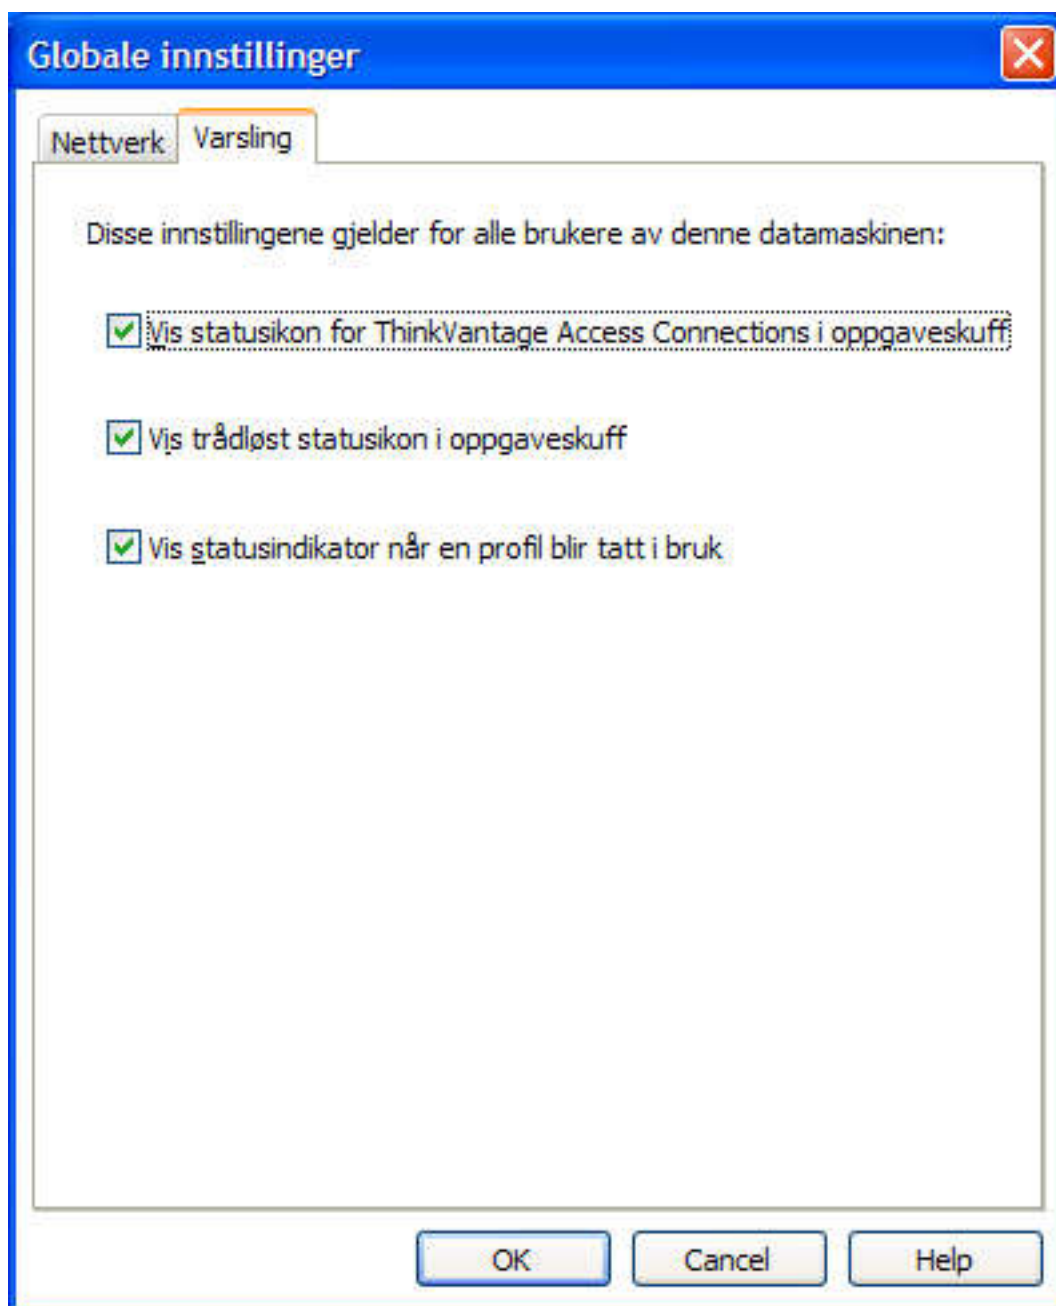 Globale innstillinger
Nettverk
Varsling
Disse innstillingene gjelder for alle brukere av denne datamaskinen:
Vis statusikon for ThinkVantage Access Connections i oppgaveskuff
Vis trådløst statusikon i oppgaveskuff
Vis statusindikator når en profil blir tatt i bruk
OK
Cancel
Help